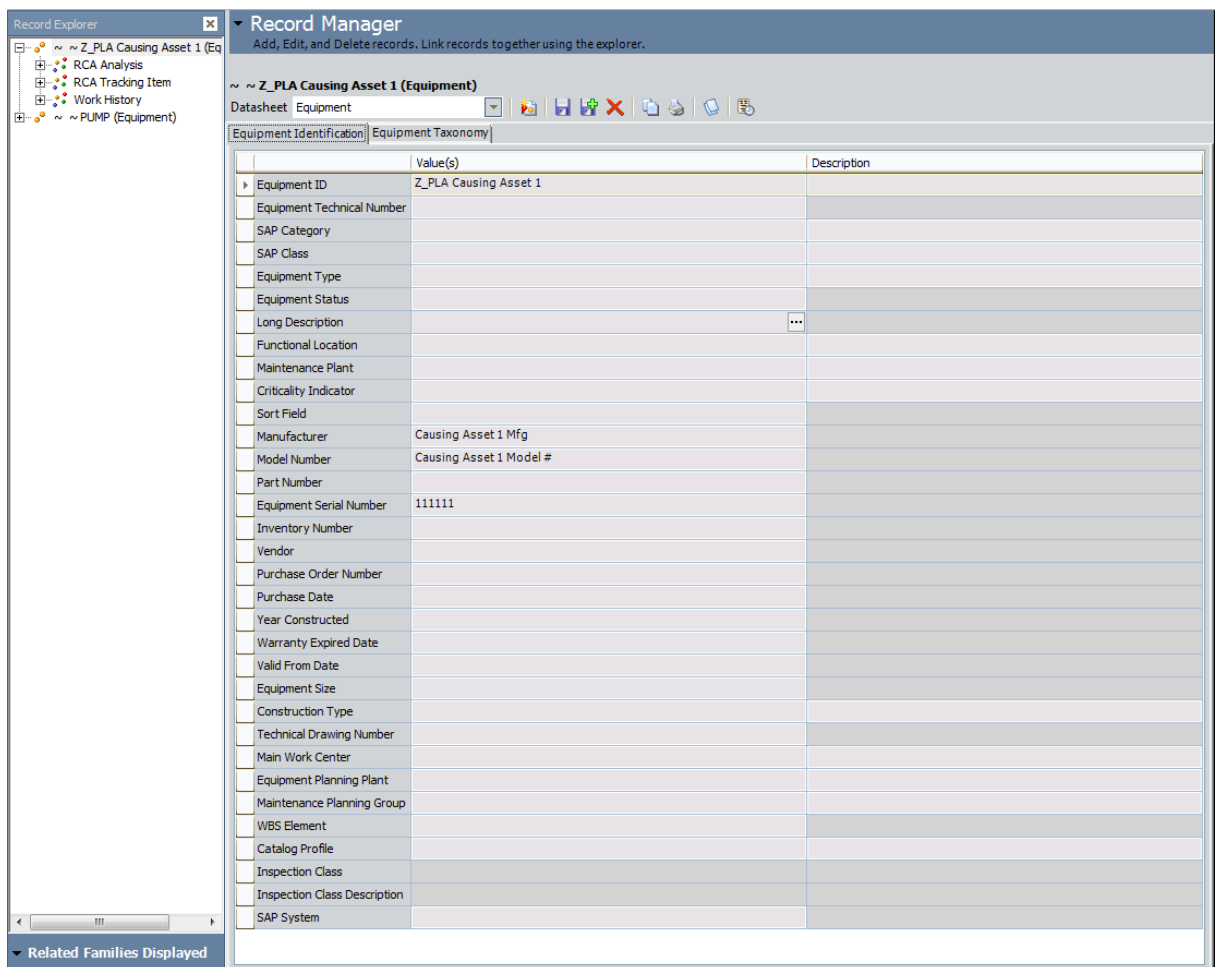 Record Explorer
~ ~ Z_PLA Causing Asset 1 (Eq
RCA Analysis
RCA Tracking Item
Work History
~ ~ PUMP (Equipment)
Related Families Displayed
Record Manager
Add, Edit, and Delete records. Link records together using the explorer.
~ ~ Z_PLA Causing Asset 1 (Equipment)
Datasheet Equipment
Equipment Identification Equipment Taxonomy
Value(s) Description
Equipment ID Z_PLA Causing Asset 1
Equipment Technical Number
SAP Category
SAP Class
Equipment Type
Equipment Status
Long Description ...
Functional Location
Maintenance Plant
Criticality Indicator
Sort Field
Manufacturer Causing Asset 1 Mfg
Model Number Causing Asset 1 Model #
Part Number
Equipment Serial Number 111111
Inventory Number
Vendor
Purchase Order Number
Purchase Date
Year Constructed
Warranty Expired Date
Valid From Date
Equipment Size
Construction Type
Technical Drawing Number
Main Work Center
Equipment Planning Plant
Maintenance Planning Group
WBS Element
Catalog Profile
Inspection Class
Inspection Class Description
SAP System